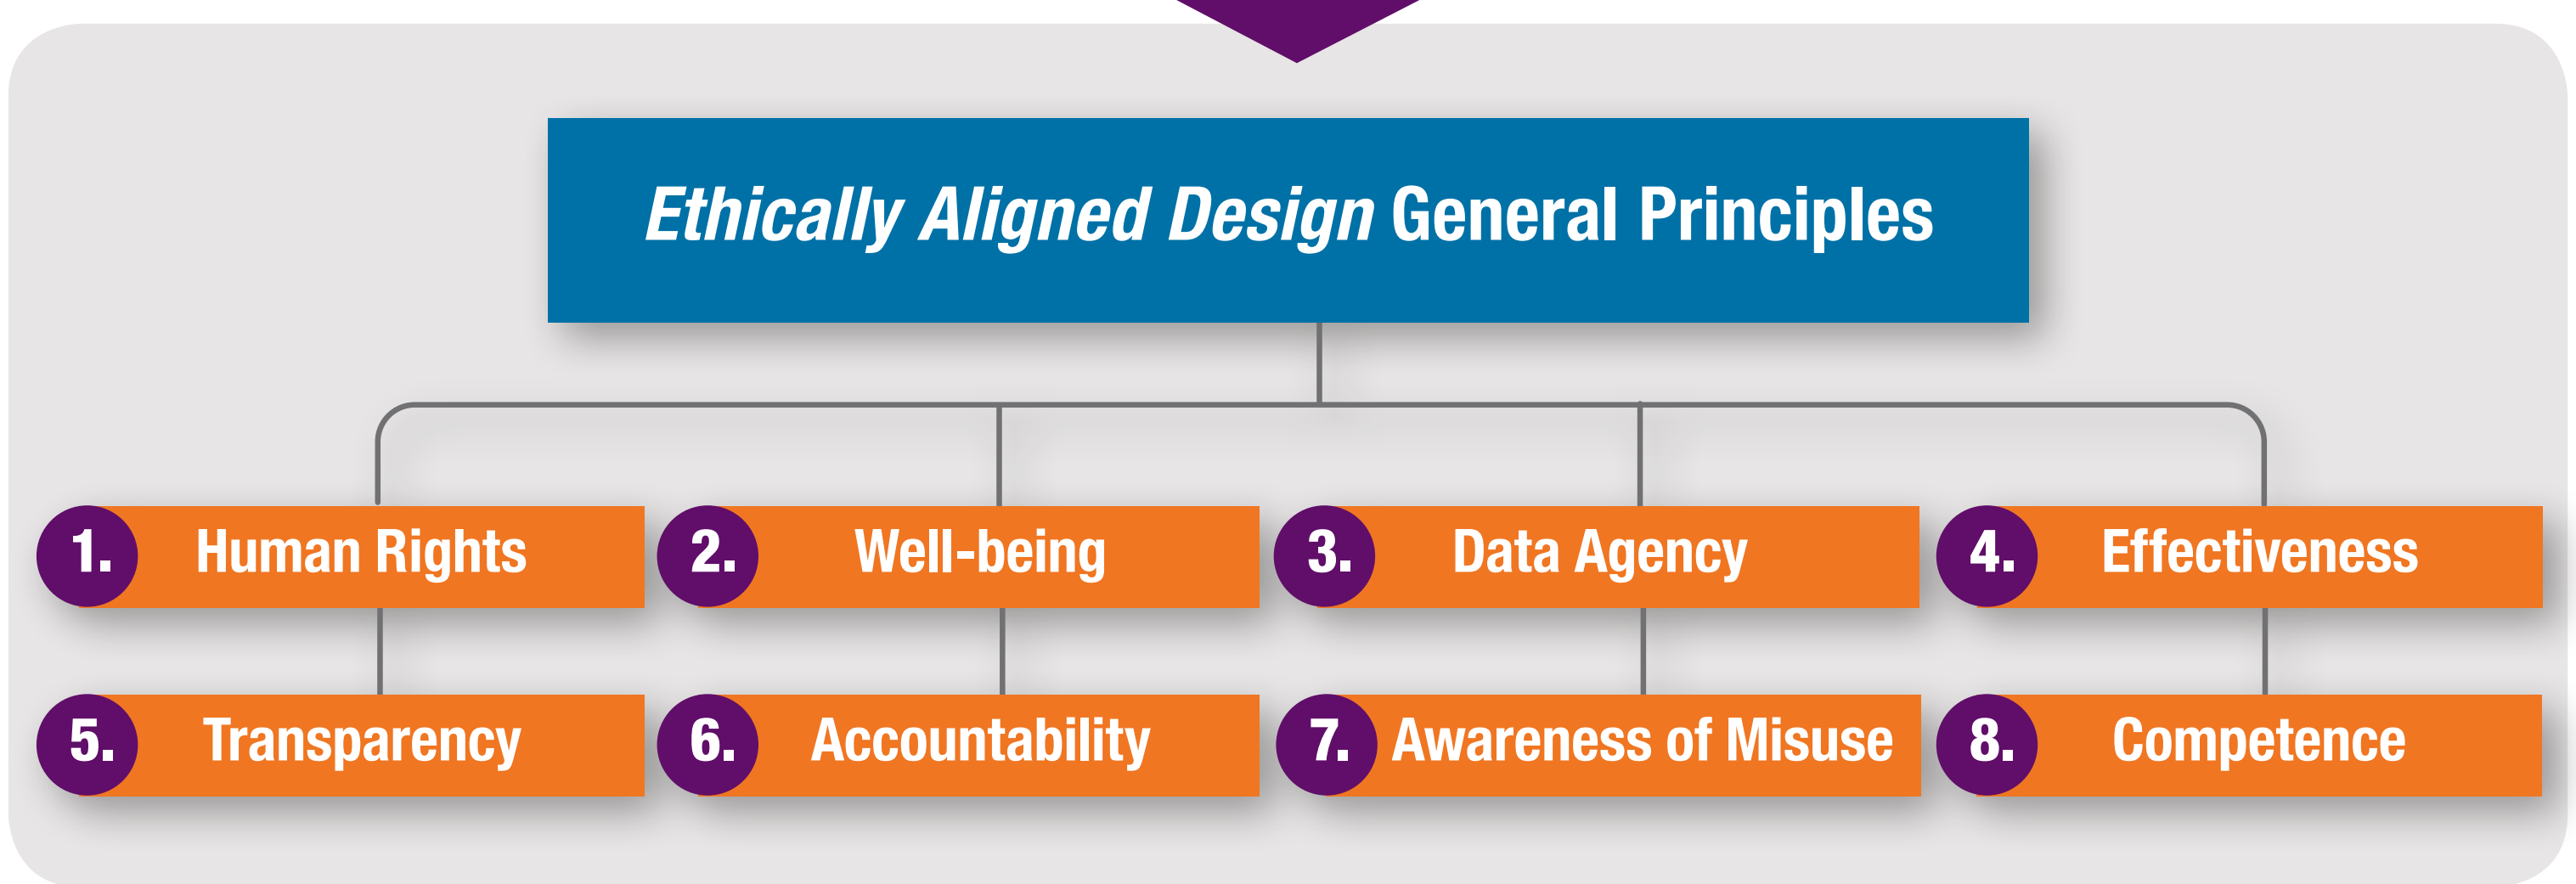 Ethically Aligned Design General Principles
1. Human Rights
2. Well-being
3. Data Agency
4. Effectiveness
5. Transparency
6. Accountability
7. Awareness of Misuse
8. Competence